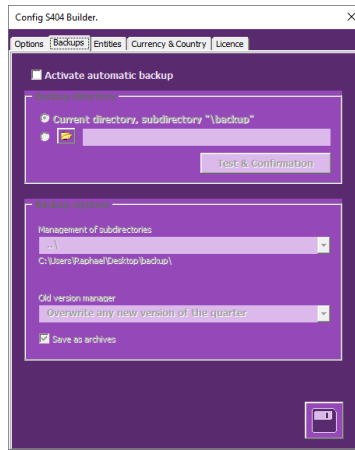 Config S404 Builder.
Options Backups Entities Currency & Country Licence
Activate automatic backup
Current directory, subdirectory "\backup"
Test & Confirmation
Management of subdirectories
..\
C:\Users\Raphael\Desktop\backup\
Old version manager
Overwrite any new version of the quarter
Save as archives